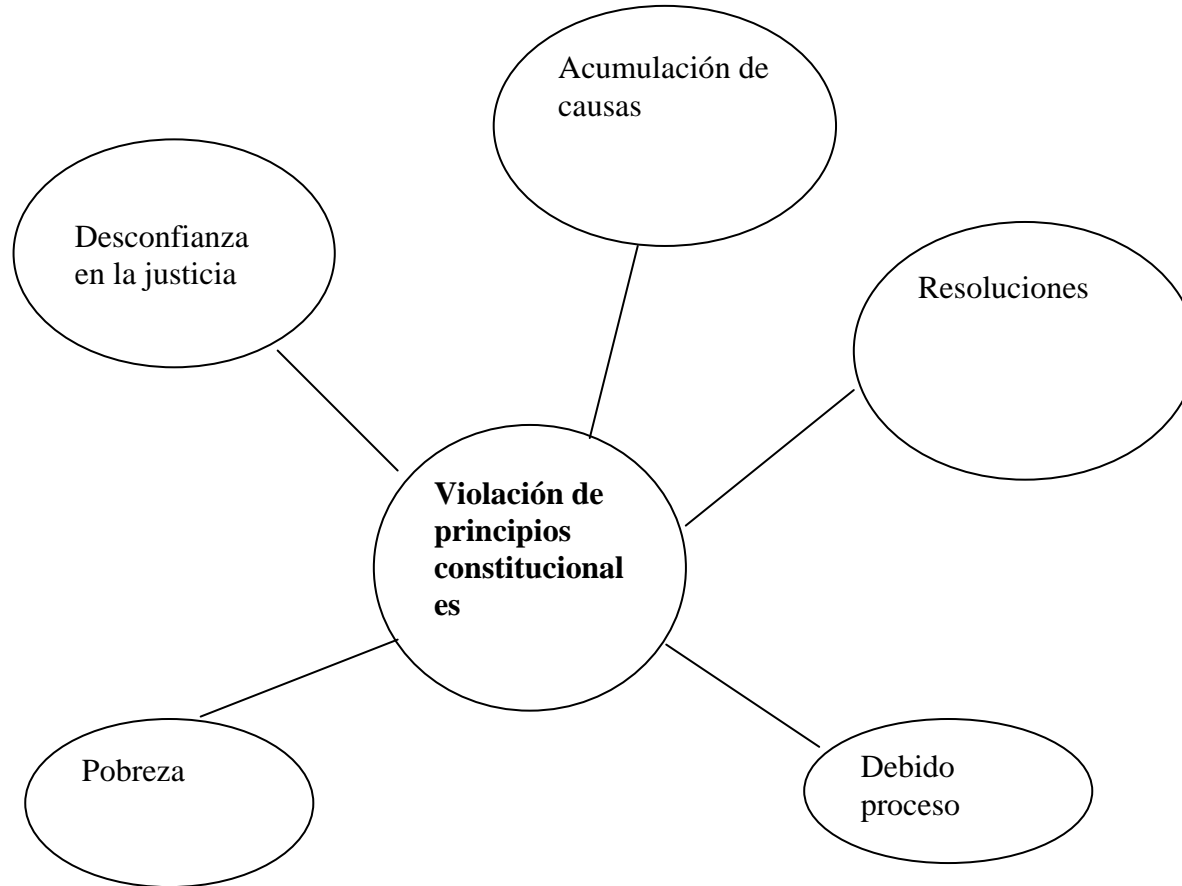 Acumulación de
causas
Desconfianza
en la justicia
Resoluciones
Violación de
principios
constitucional
es
Pobreza
Debido
proceso